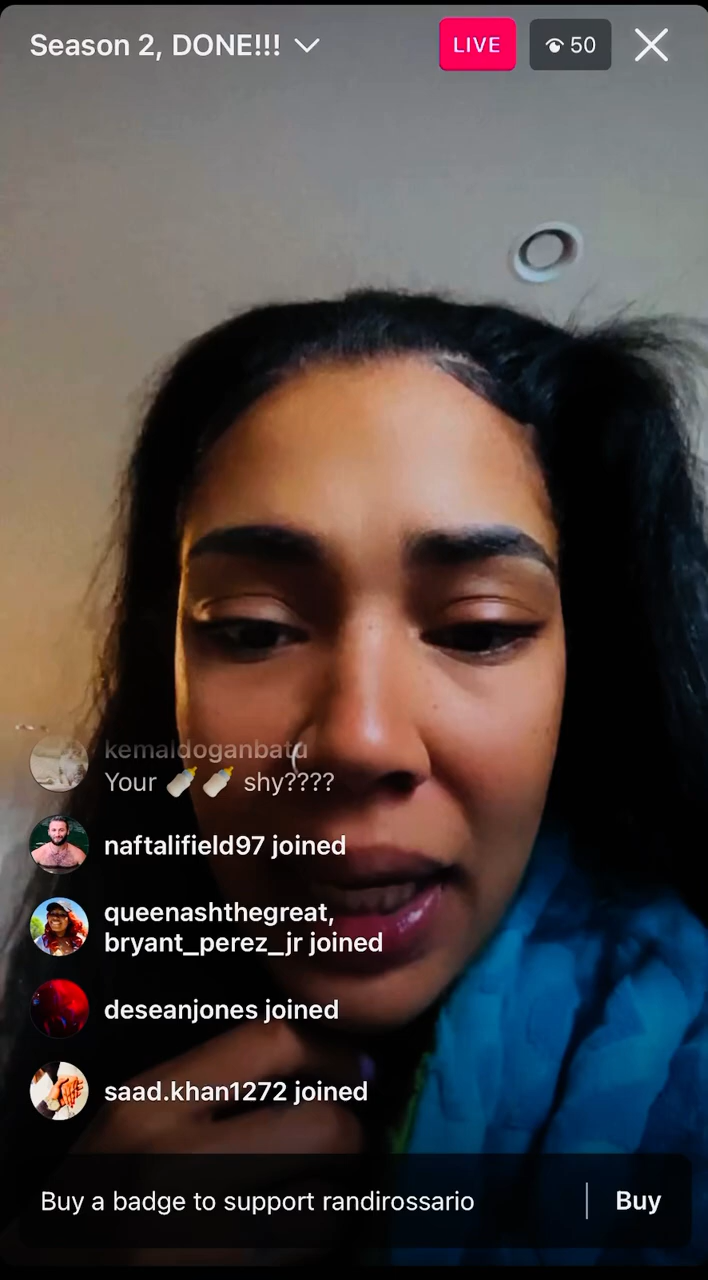 Season 2, DONE!!!
LIVE
50
kemaldoganbatu
Your 🍼 🍼 shy????
naftalifield97 joined
queenashthegreat,
bryant_perez_jr joined
deseanjones joined
saad.khan1272 joined
Buy a badge to support randirossario
Buy